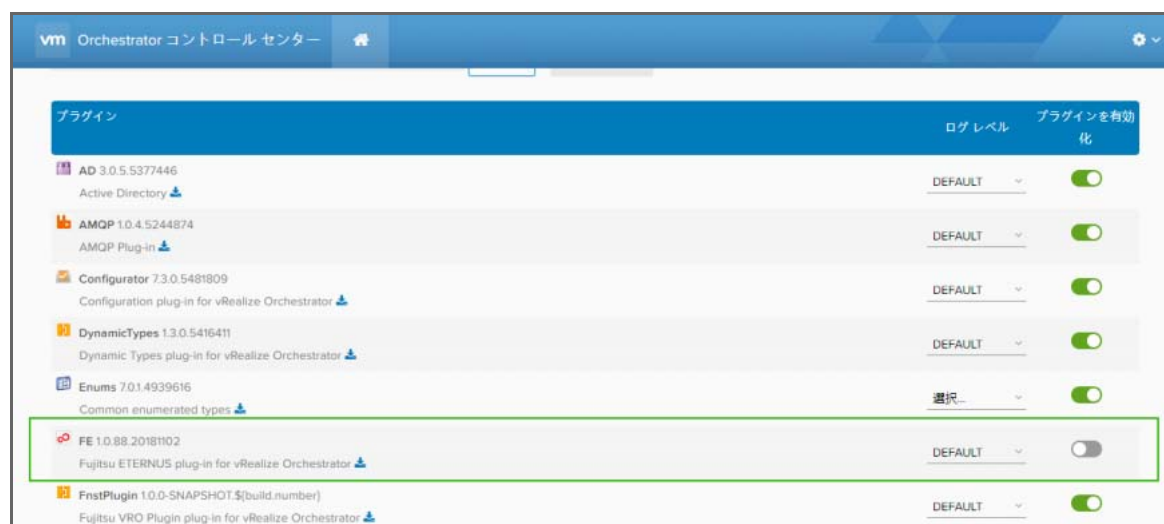 vm Orchestrator コントロール センター
プラグイン ログ レベル プラグインを有効
化
AD 3.0.5.5377446
Active Directory
DEFAULT
AMQP 1.0.4.5244874
AMQP Plug-in
DEFAULT
Configurator 7.3.0.5481809
Configuration plug-in for vRealize Orchestrator
DEFAULT
DynamicTypes 1.3.0.5416411
Dynamic Types plug-in for vRealize Orchestrator
DEFAULT
Enums 7.0.1.4939616
Common enumerated types
選択...
FE 1.0.88.20181102
Fujitsu ETERNUS plug-in for vRealize Orchestrator
DEFAULT
FnstPlugin 1.0.0-SNAPSHOT.${build.number}
Fujitsu VRO Plugin plug-in for vRealize Orchestrator
DEFAULT